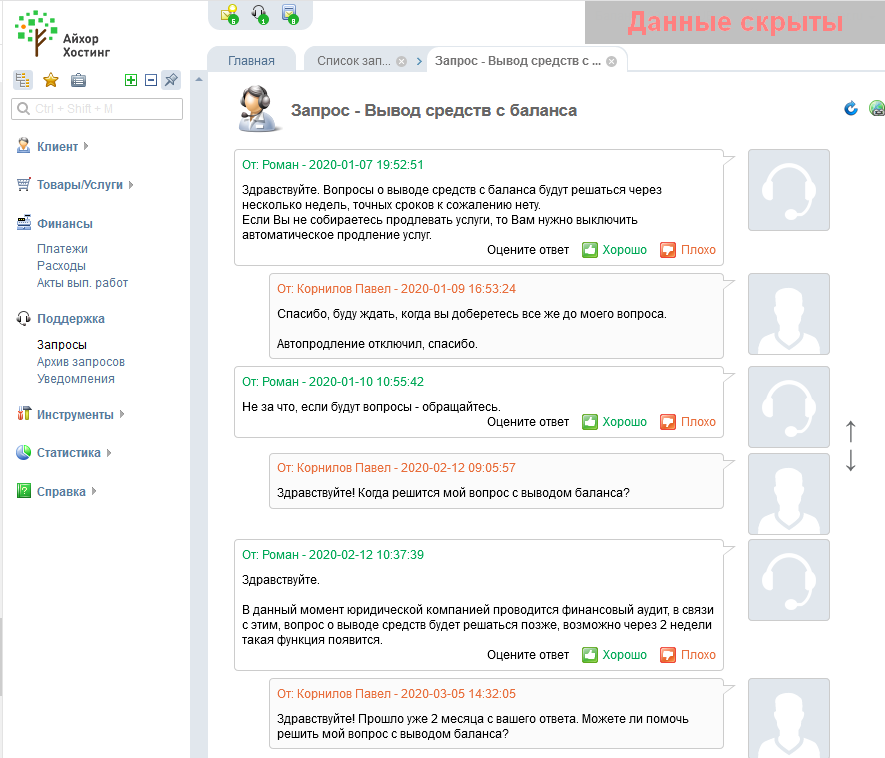 Айхор
Хостинг
6
1
8
Данные скрыты
Главная
Список зап...
Запрос - Вывод средств с ...
Ctrl + Shift + M
Запрос - Вывод средств с баланса
Клиент
Товары/Услуги
Финансы
Платежи
Расходы
Акты вып. работ
Поддержка
Запросы
Архив запросов
Уведомления
Инструменты
Статистика
Справка
От: Роман - 2020-01-07 19:52:51
Здравствуйте. Вопросы о выводе средств с баланса будут решаться через
несколько недель, точных сроков к сожалению нету.
Если Вы не собираетесь продлевать услуги, то Вам нужно выключить
автоматическое продление услуг.
Оцените ответ Хорошо Плохо
От: Корнилов Павел - 2020-01-09 16:53:24
Спасибо, буду ждать, когда вы доберетесь все же до моего вопроса.
Автопродление отключил, спасибо.
От: Роман - 2020-01-10 10:55:42
Не за что, если будут вопросы - обращайтесь.
Оцените ответ Хорошо Плохо
От: Корнилов Павел - 2020-02-12 09:05:57
Здравствуйте! Когда решится мой вопрос с выводом баланса?
От: Роман - 2020-02-12 10:37:39
Здравствуйте.
В данный момент юридической компанией проводится финансовый аудит, в связи
с этим, вопрос о выводе средств будет решаться позже, возможно через 2 недели
такая функция появится.
Оцените ответ Хорошо Плохо
От: Корнилов Павел - 2020-03-05 14:32:05
Здравствуйте! Прошло уже 2 месяца с вашего ответа. Можете ли помочь
решить мой вопрос с выводом баланса?